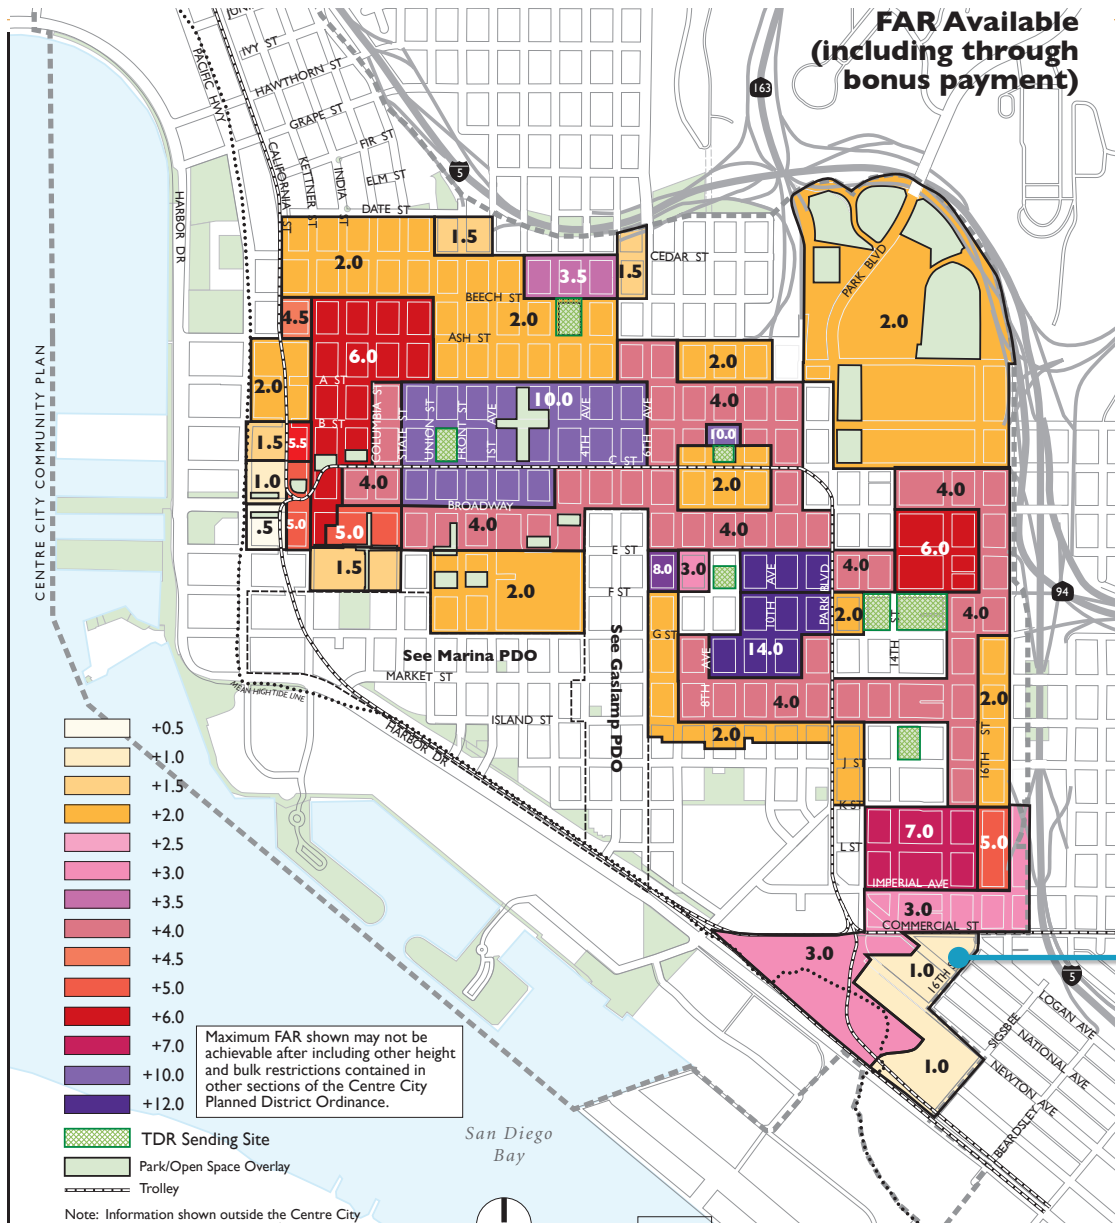 FAR Available
(including through
bonus payment)
IVY ST
HAWTHORN ST
GRAPE ST
FIR ST
ELM ST
DATE ST
PACIFIC HWY
CALIFORNIA ST
KETTNER ST
INDIA ST
HARBOR DR
5
163
CEDAR ST
BEECH ST
ASH ST
A ST
B ST
C ST
BROADWAY
E ST
F ST
G ST
MARKET ST
ISLAND ST
J ST
K ST
L ST
IMPERIAL AVE
COMMERCIAL ST
COLUMBIA ST
STATE ST
UNION ST
FRONT ST
1ST AVE
4TH AVE
6TH AVE
8TH AVE
10TH AVE
PARK BLVD
PARK BLVD
14TH ST
16TH ST
16TH S
94
5
1.5
2.0
3.5
1.5
2.0
4.5
6.0
2.0
2.0
2.0
10.0
4.0
1.5
5.5
10.0
1.0
4.0
2.0
4.0
.5
5.0
5.0
4.0
4.0
6.0
1.5
2.0
8.0
3.0
4.0
2.0
4.0
14.0
4.0
2.0
2.0
7.0
5.0
3.0
3.0
1.0
1.0
See Marina PDO
See Gaslamp PDO
CENTRE CITY COMMUNITY PLAN
MEAN HIGH TIDE LINE
HARBOR DR
LOGAN AVE
SIGSBEE
NATIONAL AVE
NEWTON AVE
BEARDSLEY
San Diego
Bay
+0.5
+1.0
+1.5
+2.0
+2.5
+3.0
+3.5
+4.0
+4.5
+5.0
+6.0
+7.0
+10.0
+12.0
Maximum FAR shown may not be
achievable after including other height
and bulk restrictions contained in
other sections of the Centre City
Planned District Ordinance.
TDR Sending Site
Park/Open Space Overlay
Trolley
Note: Information shown outside the Centre City